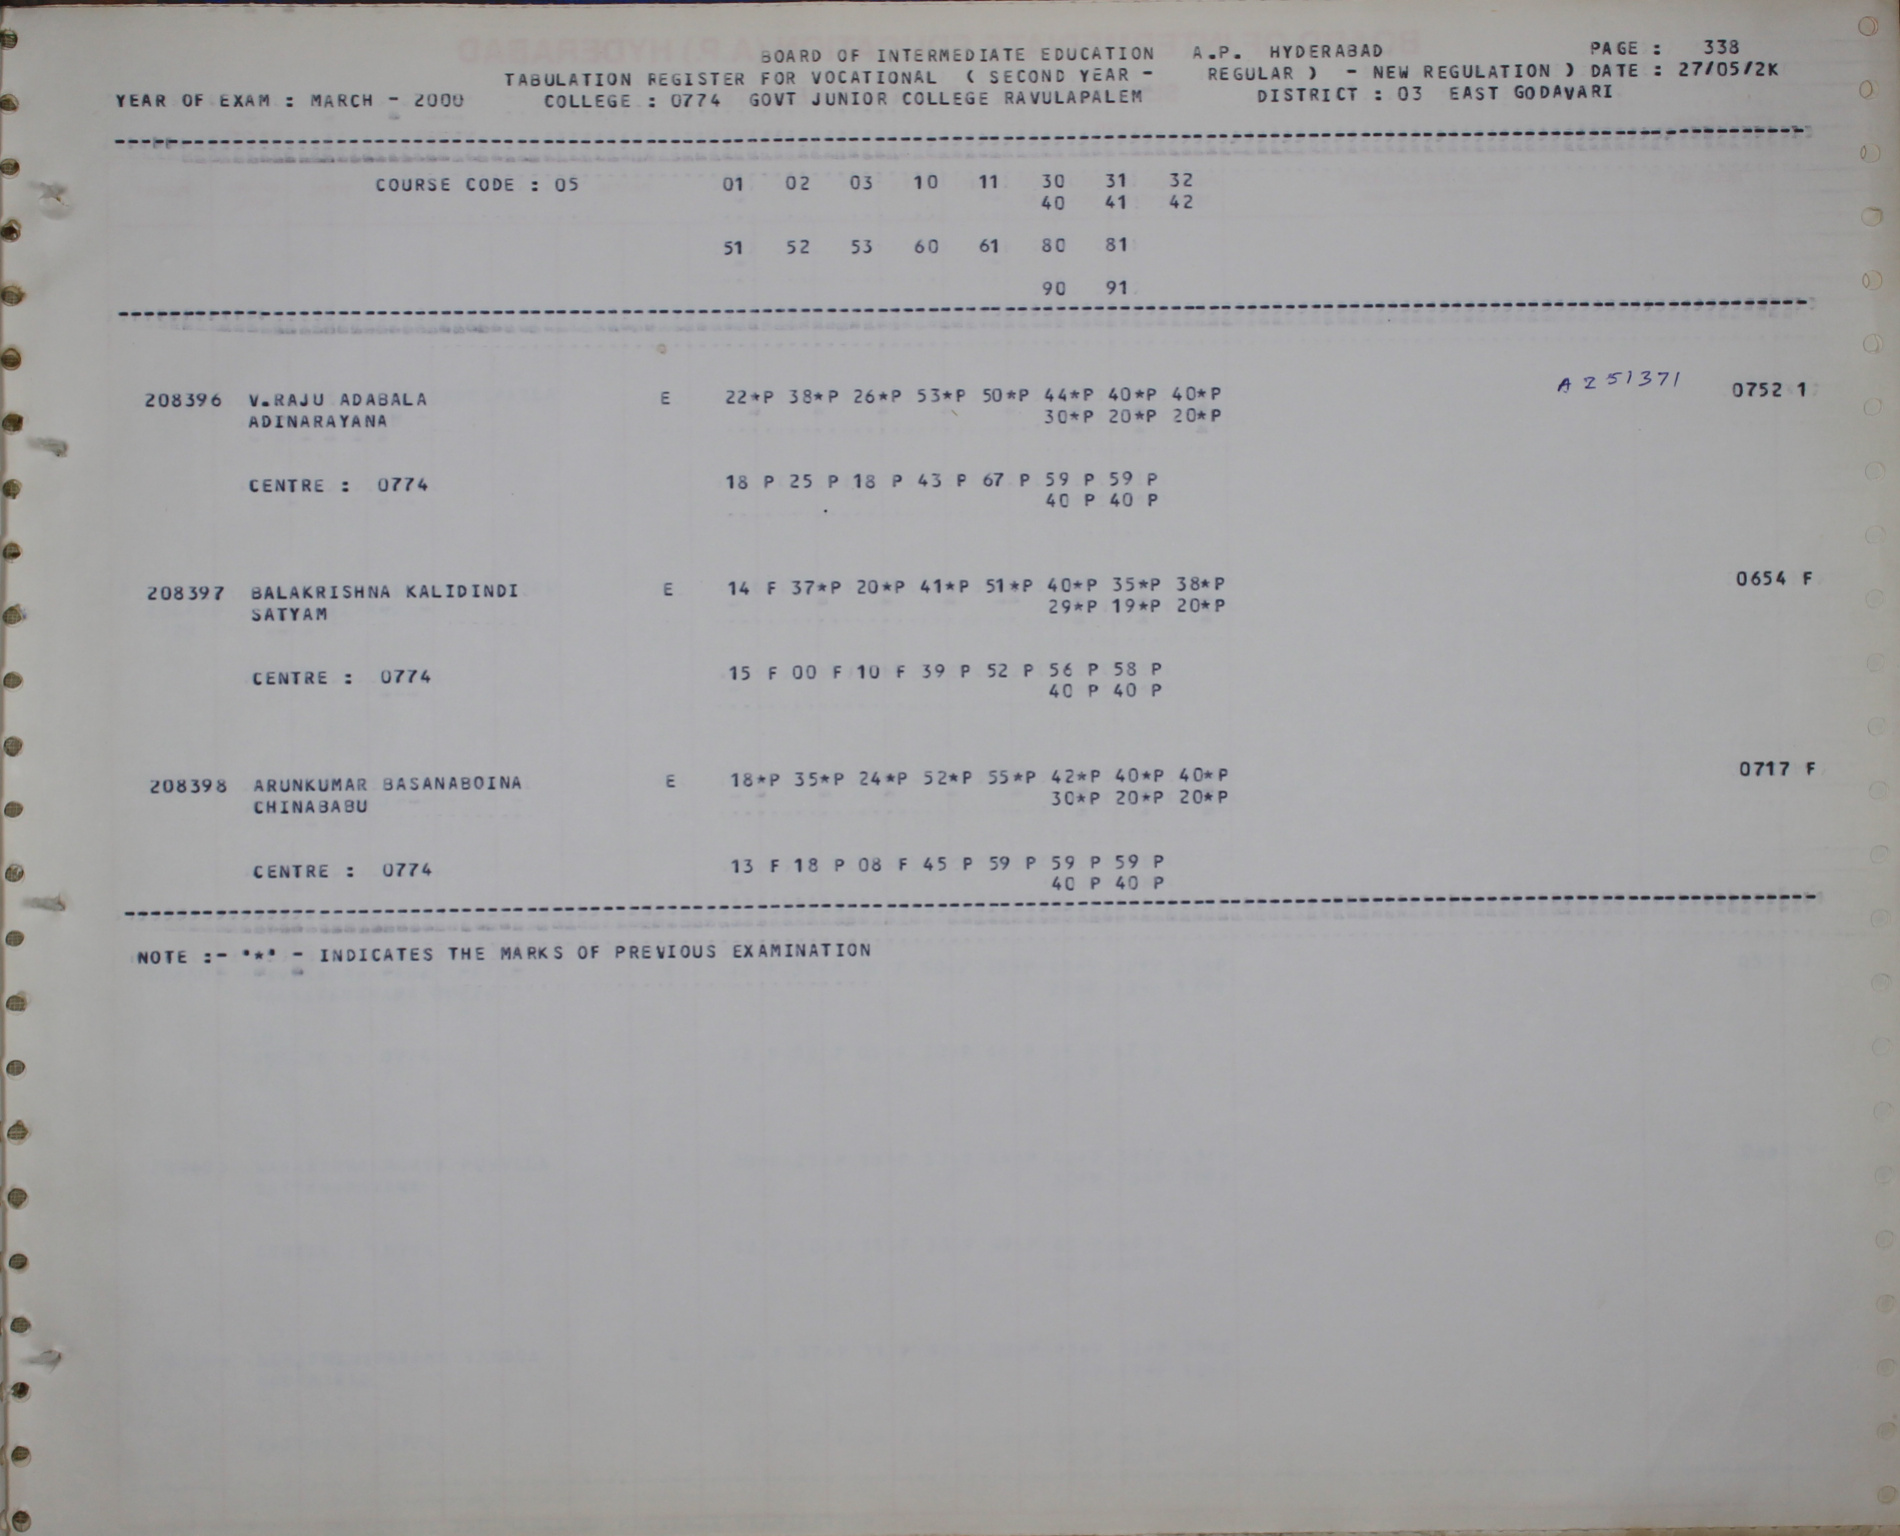 BOARD OF INTERMEDIATE EDUCATION A.P. HYDERABAD PAGE : 338
TABULATION REGISTER FOR VOCATIONAL ( SECOND YEAR - REGULAR ) - NEW REGULATION ) DATE : 27/05/2K
YEAR OF EXAM : MARCH - 2000 COLLEGE : 0774 GOVT JUNIOR COLLEGE RAVULAPALEM DISTRICT : 03 EAST GODAVARI
COURSE CODE : 05 01 02 03 10 11 30 31 32
40 41 42
51 52 53 60 61 80 81
90 91
208396 V.RAJU ADABALA E 22*P 38*P 26*P 53*P 50*P 44*P 40*P 40*P A251371 0752 1
ADINARAYANA 30*P 20*P 20*P
CENTRE : 0774 18 P 25 P 18 P 43 P 67 P 59 P 59 P
40 P 40 P
208397 BALAKRISHNA KALIDINDI E 14 F 37*P 20*P 41*P 51*P 40*P 35*P 38*P 0654 F
SATYAM 29*P 19*P 20*P
CENTRE : 0774 15 F 00 F 10 F 39 P 52 P 56 P 58 P
40 P 40 P
208398 ARUNKUMAR BASANABOINA E 18*P 35*P 24*P 52*P 55*P 42*P 40*P 40*P 0717 F
CHINABABU 30*P 20*P 20*P
CENTRE : 0774 13 F 18 P 08 F 45 P 59 P 59 P 59 P
40 P 40 P
NOTE :- '*' - INDICATES THE MARKS OF PREVIOUS EXAMINATION